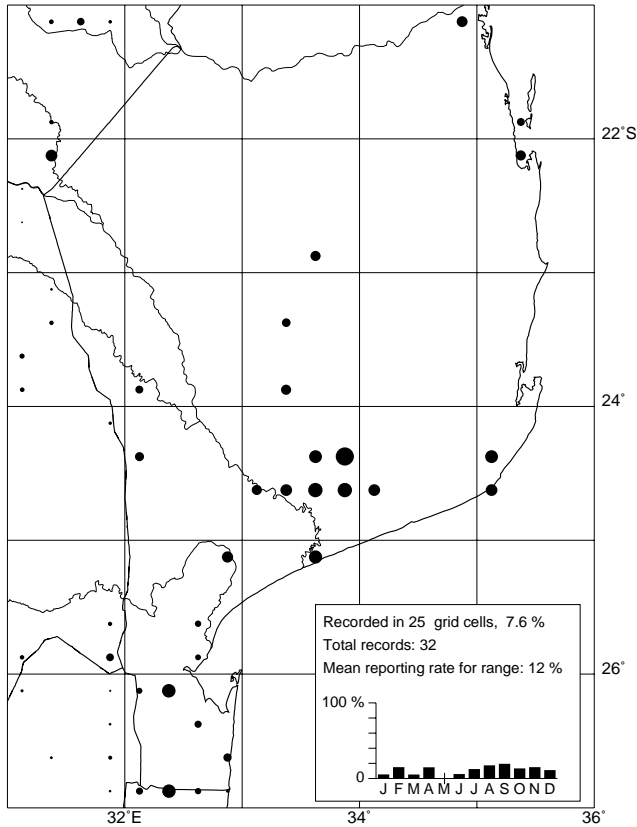 22˚S
24˚
26˚
Recorded in 25 grid cells, 7.6 %
Total records: 32
Mean reporting rate for range: 12 %
100 %
0
J F M A M J J A S O N D
32˚E
34˚
36˚